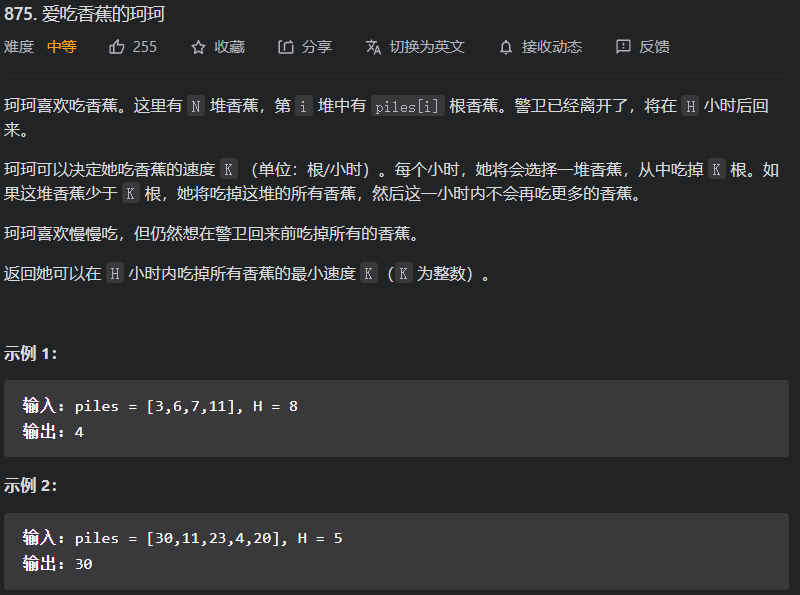 875. 爱吃香蕉的珂珂
难度 中等 255 收藏 分享 切换为英文 接收动态 反馈
珂珂喜欢吃香蕉。这里有 N 堆香蕉，第 i 堆中有 piles[i] 根香蕉。警卫已经离开了，将在 H 小时后回
来。
珂珂可以决定她吃香蕉的速度 K （单位：根/小时）。每个小时，她将会选择一堆香蕉，从中吃掉 K 根。如
果这堆香蕉少于 K 根，她将吃掉这堆的所有香蕉，然后这一小时内不会再吃更多的香蕉。
珂珂喜欢慢慢吃，但仍然想在警卫回来前吃掉所有的香蕉。
返回她可以在 H 小时内吃掉所有香蕉的最小速度 K（K 为整数）。
示例 1：
输入：piles = [3,6,7,11], H = 8
输出：4
示例 2：
输入：piles = [30,11,23,4,20], H = 5
输出：30